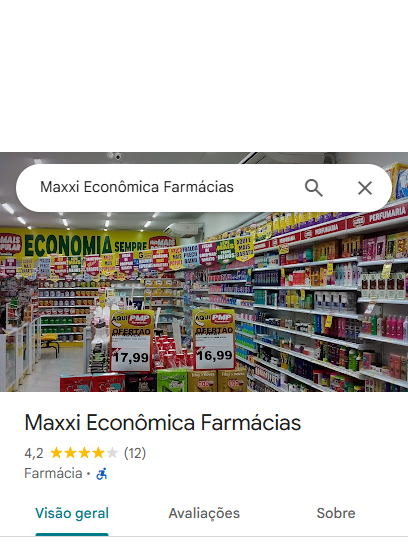 Maxxi Econômica Farmácias
MAIS
ECONOMIA SEMPRE
PERFUMARIA
PERFUMARIA
AQUI PMP
OFERTÃO
17,99
AQUI PMP
OFERTÃO
16,99
Maxxi Econômica Farmácias
4,2 (12)
Farmácia ·
Visão geral Avaliações Sobre